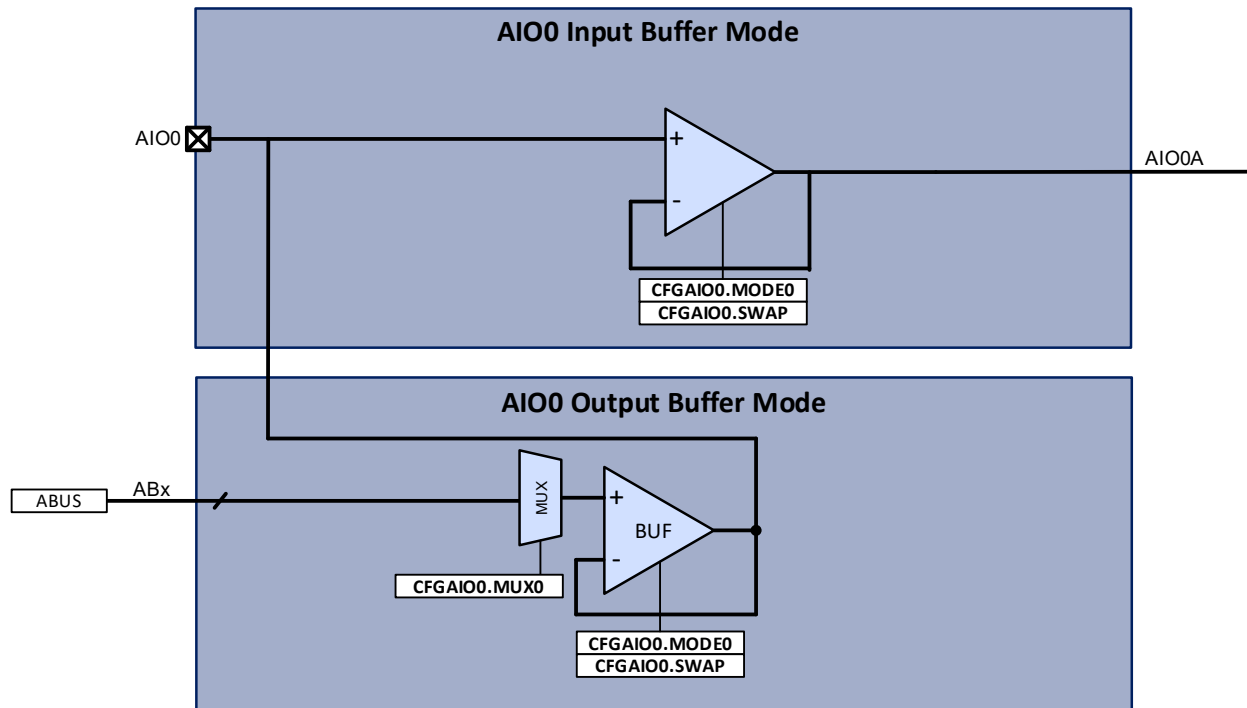 AIO0 Input Buffer Mode
AIO0
+
-
AIO0A
CFGAIO0.MODE0
CFGAIO0.SWAP
AIO0 Output Buffer Mode
ABUS
ABx
MUX
+
BUF
-
CFGAIO0.MUX0
CFGAIO0.MODE0
CFGAIO0.SWAP